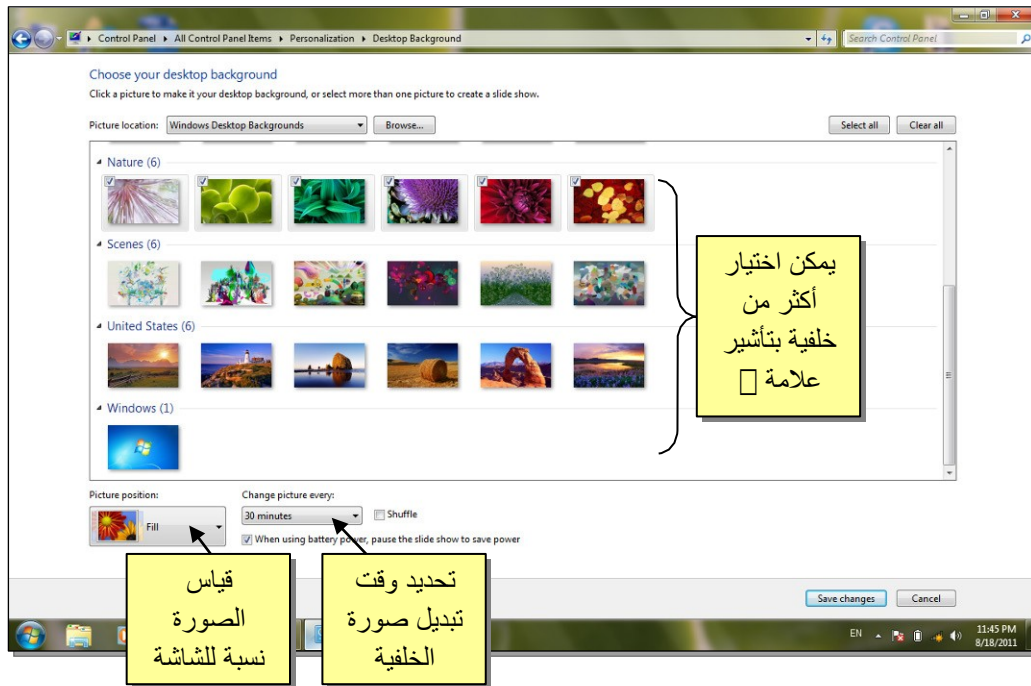 Control Panel ▸ All Control Panel Items ▸ Personalization ▸ Desktop Background
Search Control Panel
Choose your desktop background
Click a picture to make it your desktop background, or select more than one picture to create a slide show.
Picture location: Windows Desktop Backgrounds Browse... Select all Clear all
Nature (6)
Scenes (6)
United States (6)
Windows (1)
يمكن اختيار
أكثر من
خلفية بتأشير
علامة □
Picture position: Change picture every:
Fill 30 minutes Shuffle
When using battery power, pause the slide show to save power
قياس
الصورة
نسبة للشاشة
تحديد وقت
تبديل صورة
الخلفية
Save changes Cancel
EN 11:45 PM
8/18/2011